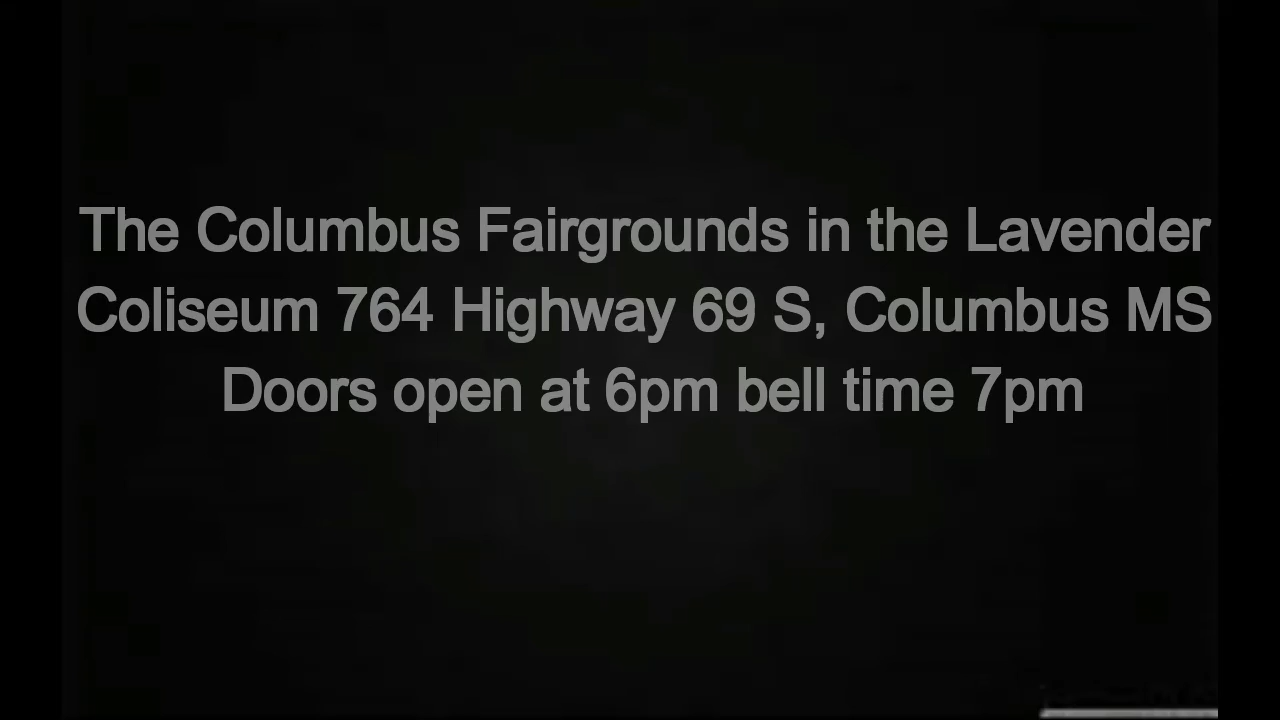 The Columbus Fairgrounds in the Lavender
Coliseum 764 Highway 69 S, Columbus MS
Doors open at 6pm bell time 7pm